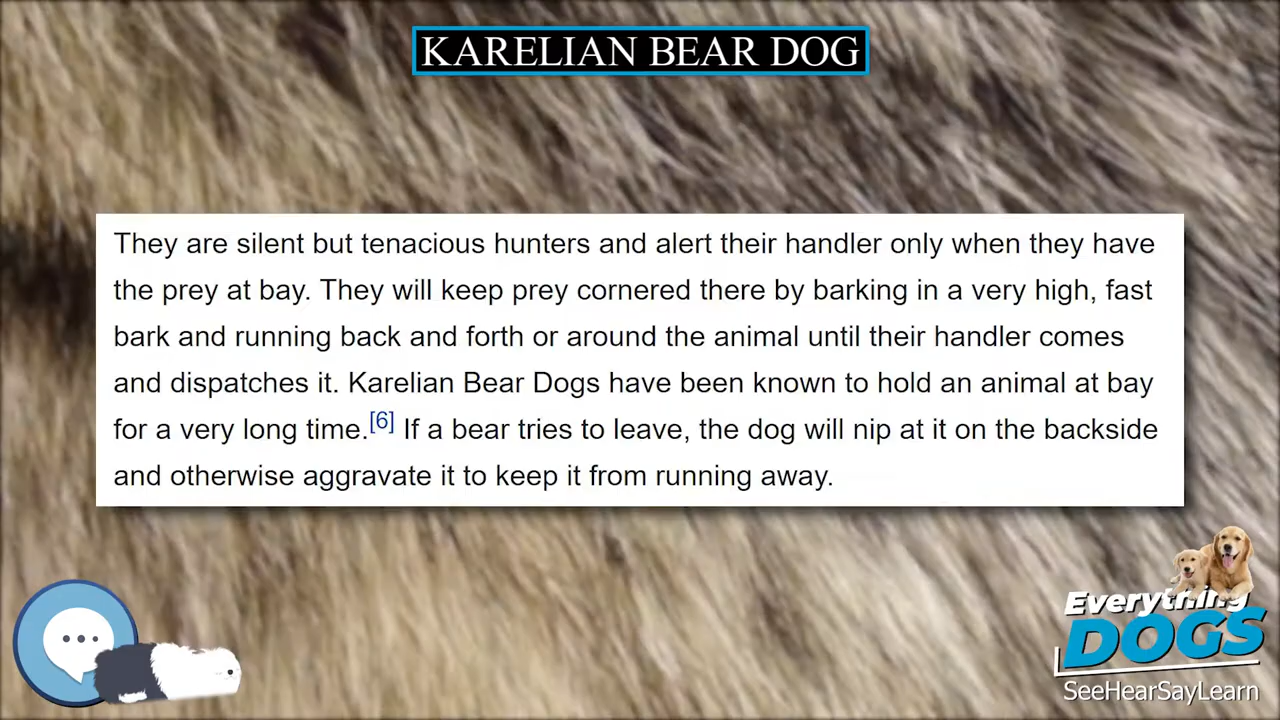 KARELIAN BEAR DOG
They are silent but tenacious hunters and alert their handler only when they have
the prey at bay. They will keep prey cornered there by barking in a very high, fast
bark and running back and forth or around the animal until their handler comes
and dispatches it. Karelian Bear Dogs have been known to hold an animal at bay
for a very long time.[6] If a bear tries to leave, the dog will nip at it on the backside
and otherwise aggravate it to keep it from running away.
Everything
DOGS
SeeHearSayLearn